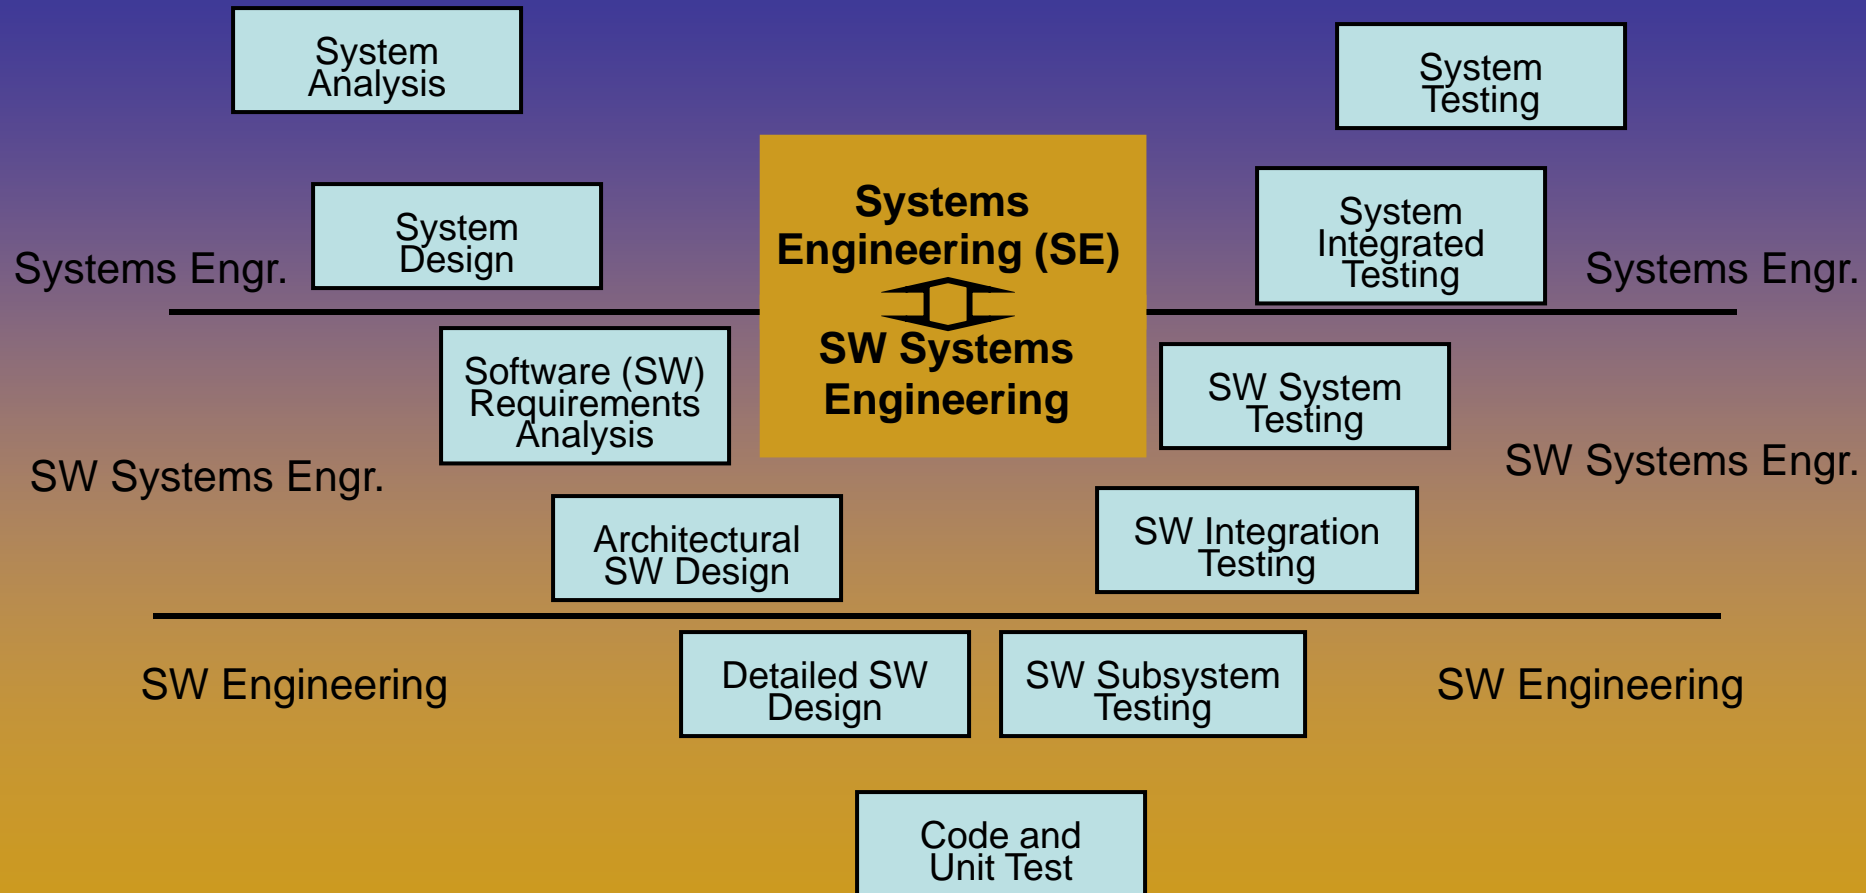 System
Analysis
System
Testing
System
Design
Systems
Engineering (SE)
SW Systems
Engineering
System
Integrated
Testing
Systems Engr.
Systems Engr.
Software (SW)
Requirements
Analysis
SW System
Testing
SW Systems Engr.
SW Systems Engr.
Architectural
SW Design
SW Integration
Testing
SW Engineering
Detailed SW
Design
SW Subsystem
Testing
SW Engineering
Code and
Unit Test